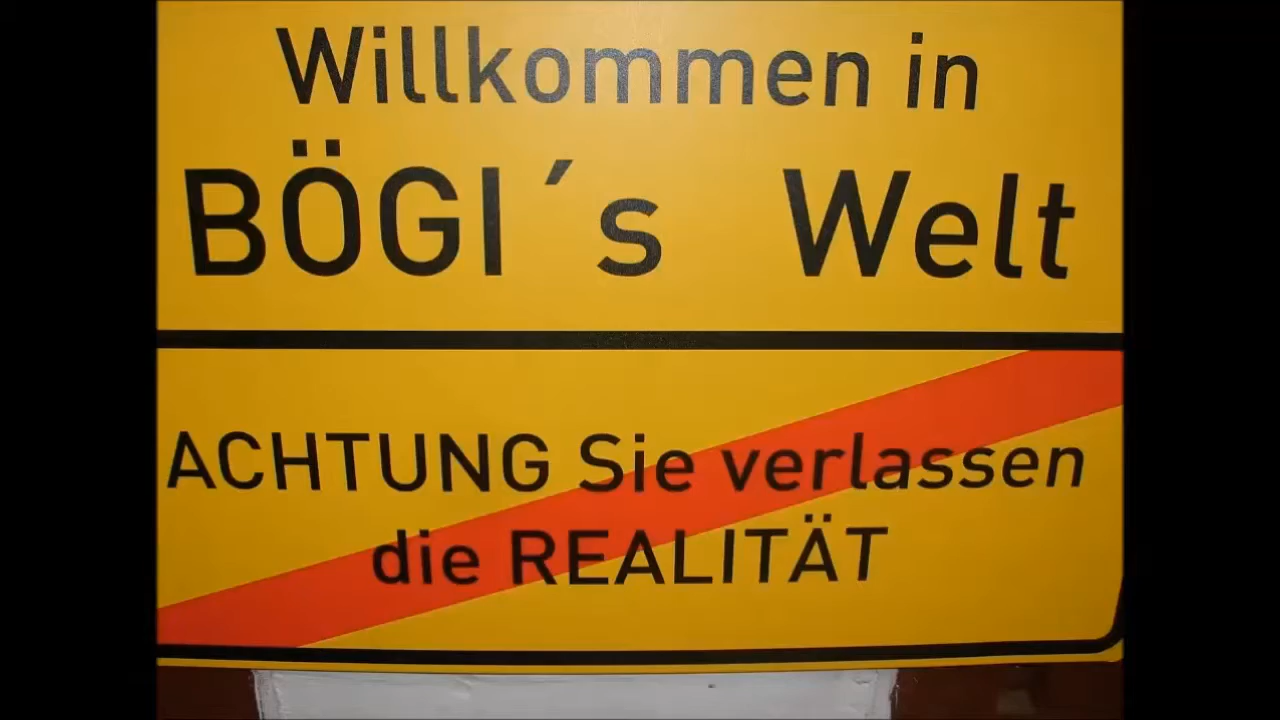 Willkommen in
BÖGI´s Welt
ACHTUNG Sie verlassen
die REALITÄT